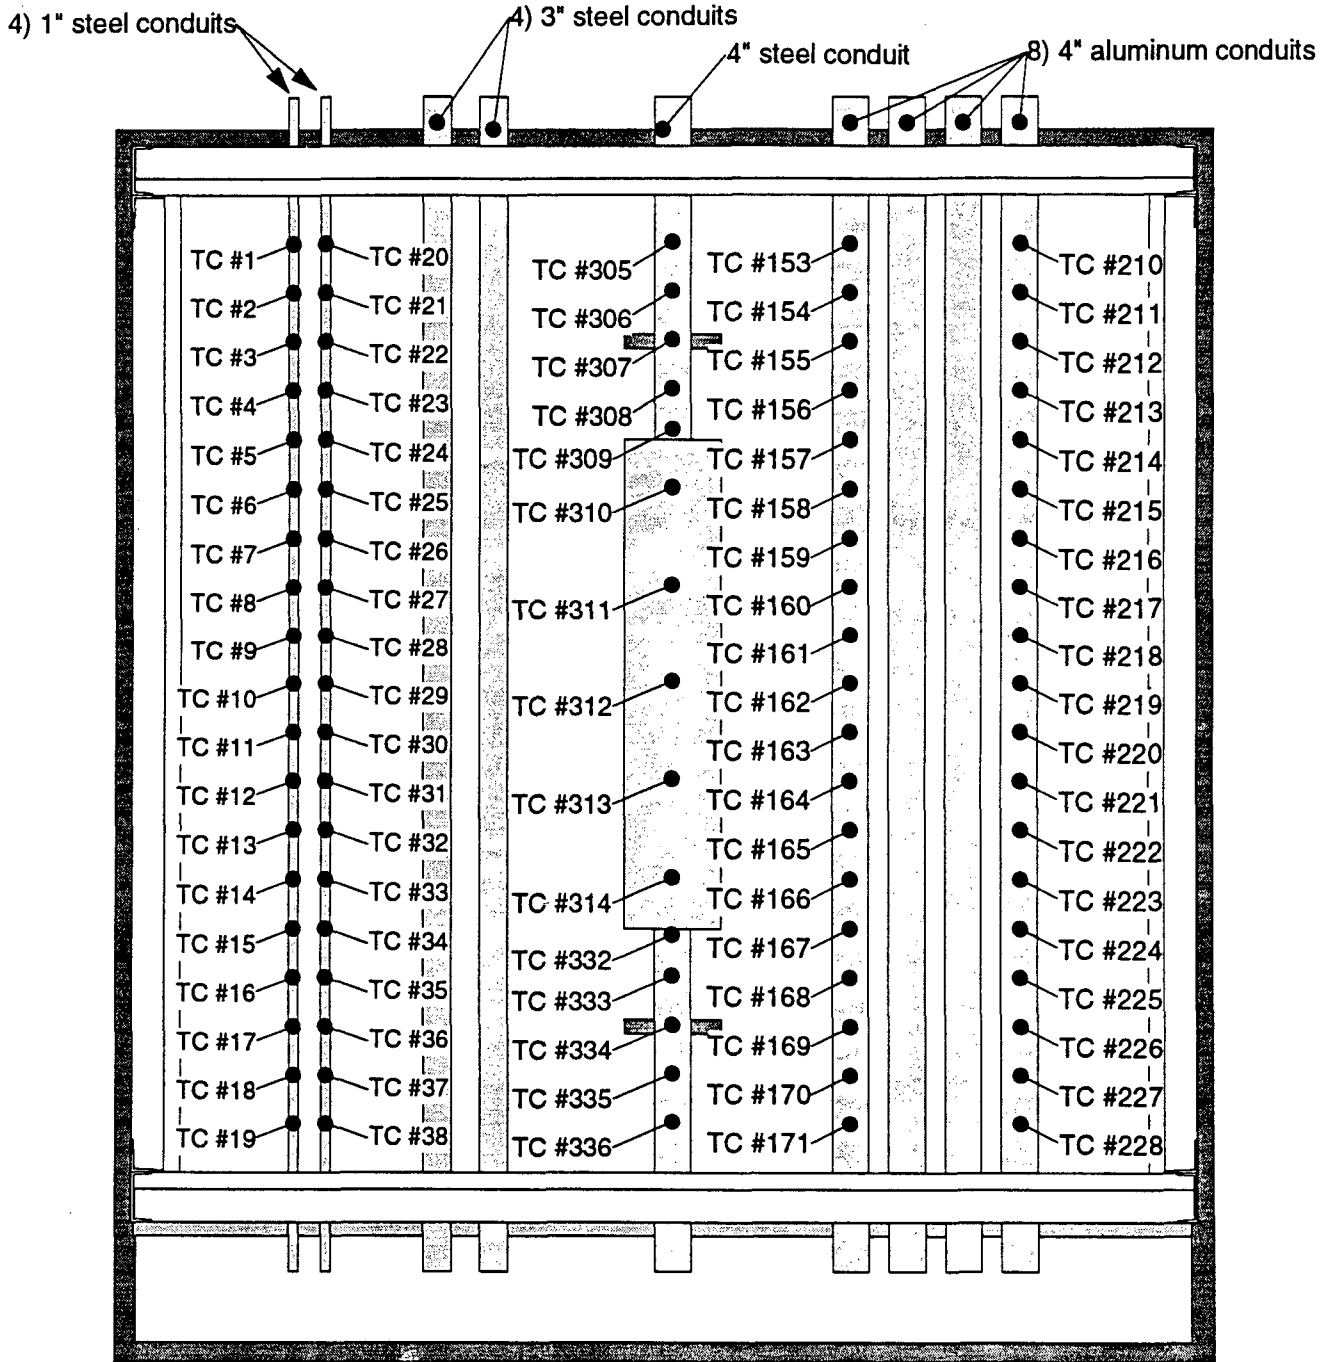 4) 1" steel conduits
4) 3" steel conduits
4" steel conduit
8) 4" aluminum conduits
TC #1
TC #2
TC #3
TC #4
TC #5
TC #6
TC #7
TC #8
TC #9
TC #10
TC #11
TC #12
TC #13
TC #14
TC #15
TC #16
TC #17
TC #18
TC #19
TC #20
TC #21
TC #22
TC #23
TC #24
TC #25
TC #26
TC #27
TC #28
TC #29
TC #30
TC #31
TC #32
TC #33
TC #34
TC #35
TC #36
TC #37
TC #38
TC #305
TC #306
TC #307
TC #308
TC #309
TC #310
TC #311
TC #312
TC #313
TC #314
TC #332
TC #333
TC #334
TC #335
TC #336
TC #153
TC #154
TC #155
TC #156
TC #157
TC #158
TC #159
TC #160
TC #161
TC #162
TC #163
TC #164
TC #165
TC #166
TC #167
TC #168
TC #169
TC #170
TC #171
TC #210
TC #211
TC #212
TC #213
TC #214
TC #215
TC #216
TC #217
TC #218
TC #219
TC #220
TC #221
TC #222
TC #223
TC #224
TC #225
TC #226
TC #227
TC #228